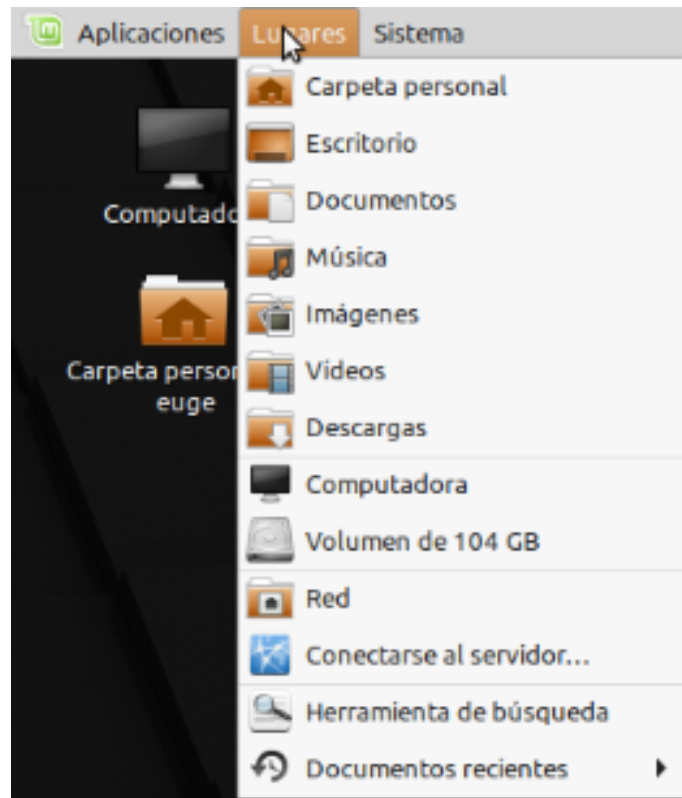 Aplicaciones Lugares Sistema
Carpeta personal
Escritorio
Documentos
Música
Imágenes
Videos
Descargas
Computadora
Volumen de 104 GB
Red
Conectarse al servidor...
Herramienta de búsqueda
Documentos recientes
Computado
Carpeta person
euge